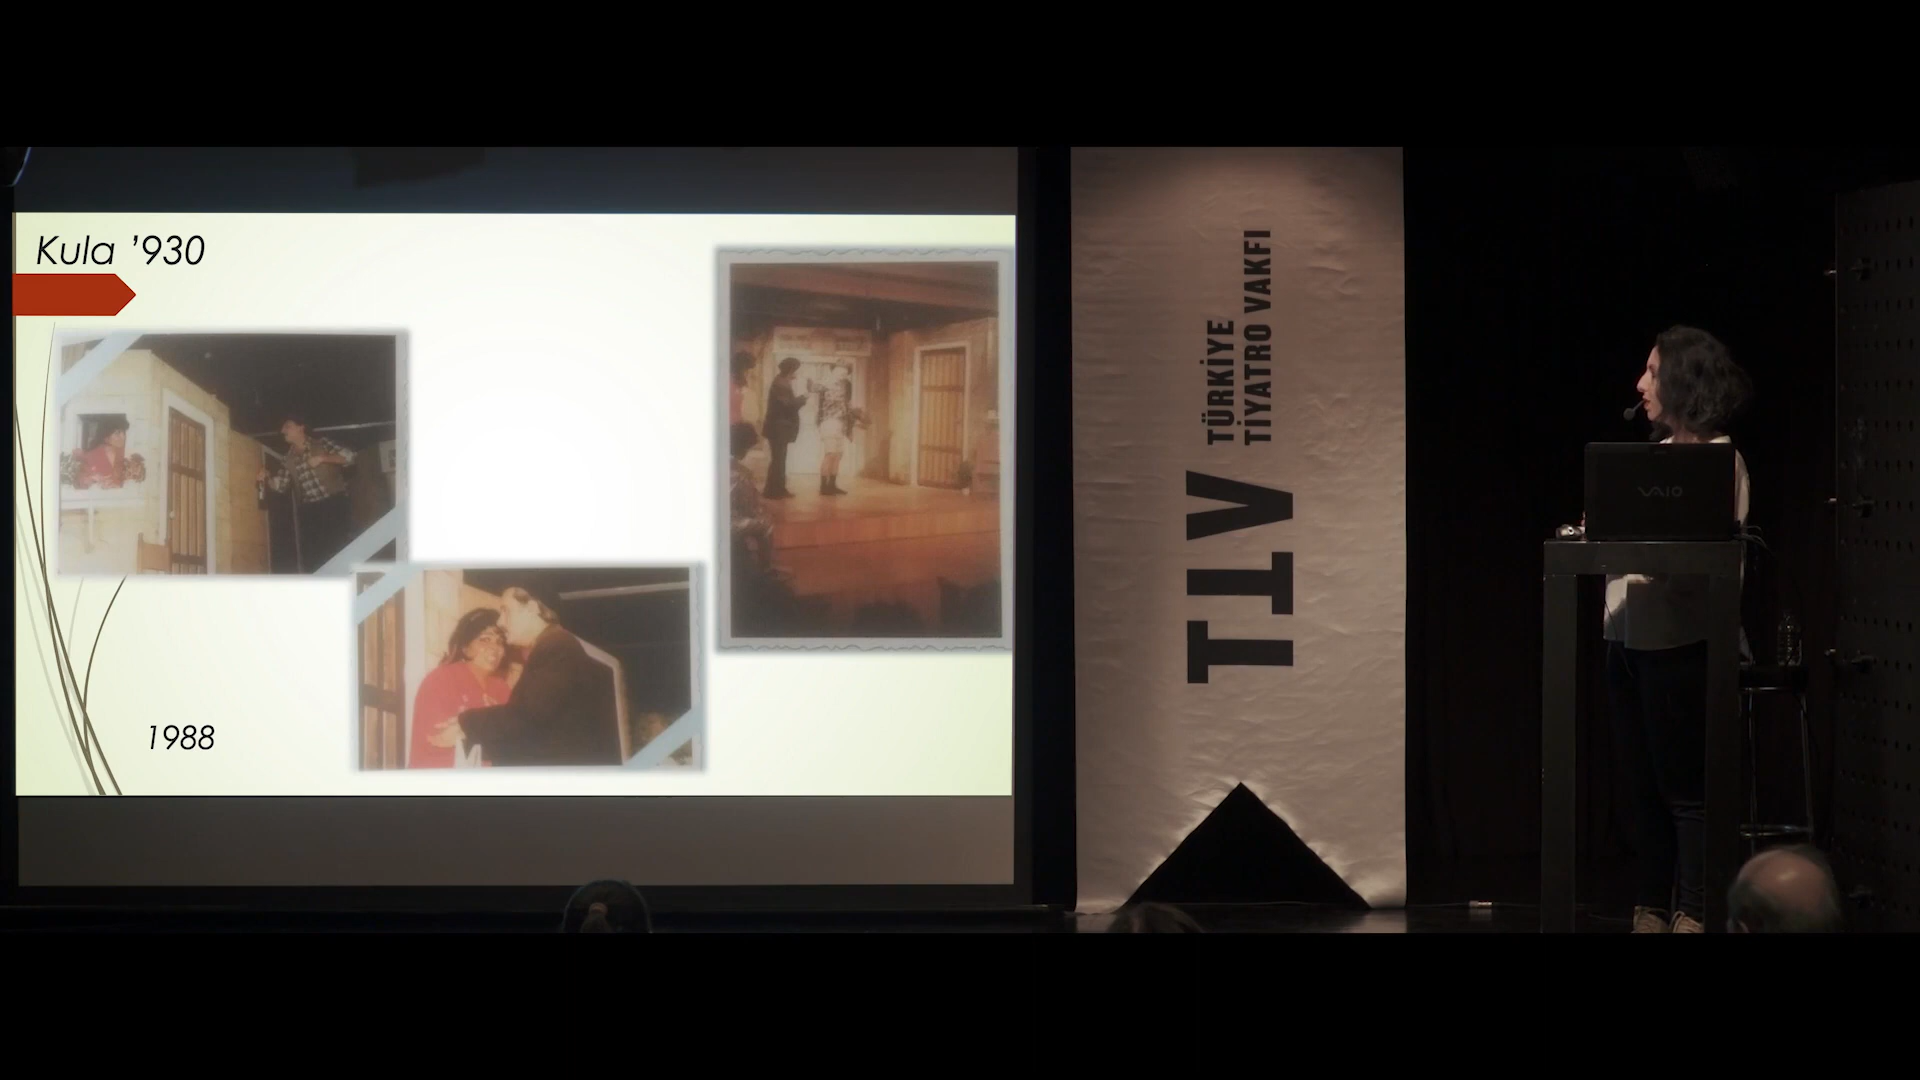 Kula ’930
1988
TTV
TÜRKİYE
TİYATRO VAKFI
VAIO